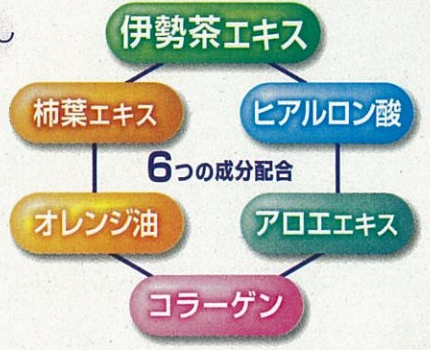 し
伊勢茶エキス
柿葉エキス
ヒアルロン酸
6つの成分配合
オレンジ油
アロエエキス
コラーゲン